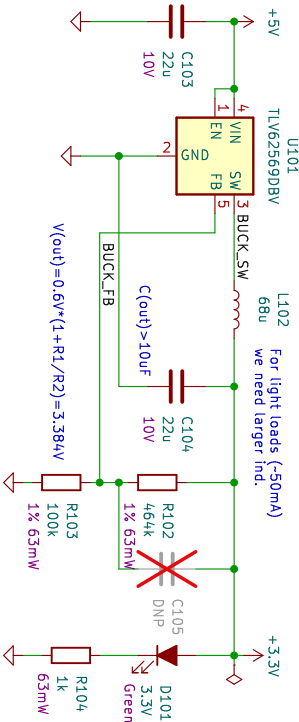 +5V
C103
22u
10V
U101
TLV62569DBV
4
1
VIN
EN
2
GND
SW
FB
3
5
BUCK_SW
BUCK_FB
L102
68u
For light loads (~50mA)
we need larger ind.
C(out)>10uF
V(out)=0.6V*(1+R1/R2)=3.384V
C104
22u
10V
R102
464k
1% 63mW
R103
100k
1% 63mW
C105
DNP
+3.3V
D101
3.3V
Green
R104
1k
63mW